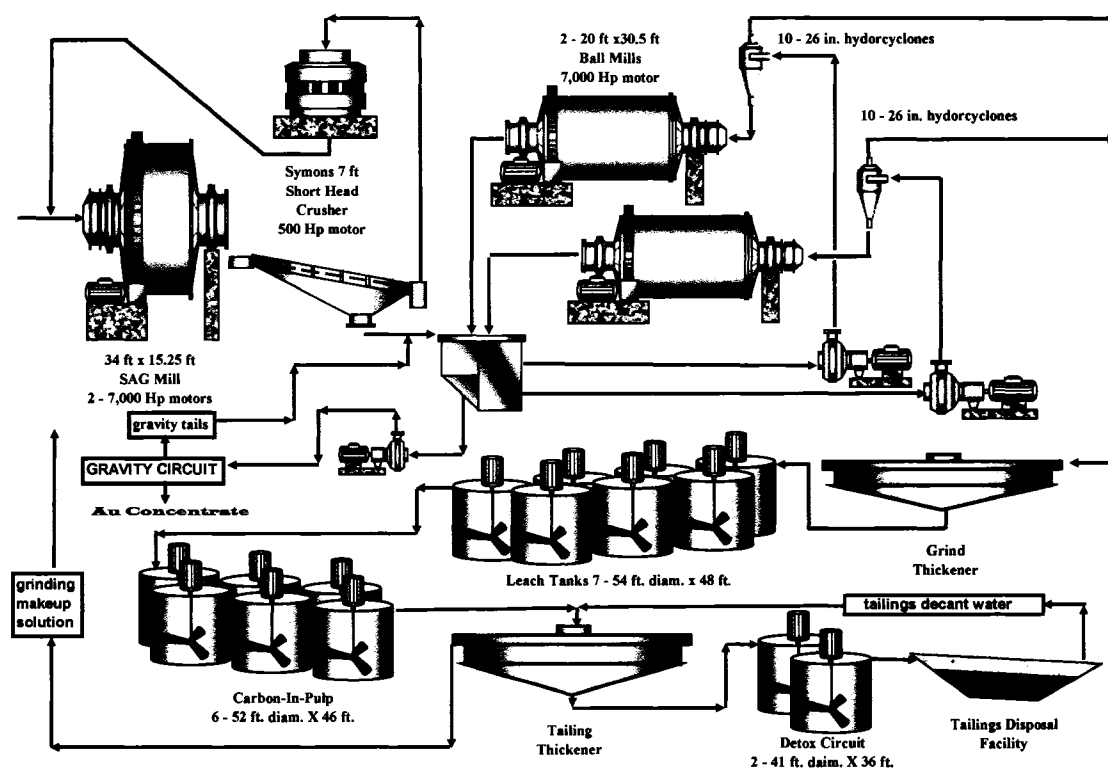 2 - 20 ft x30.5 ft
Ball Mills
7,000 Hp motor
10 - 26 in. hydorcyclones
10 - 26 in. hydorcyclones
Symons 7 ft
Short Head
Crusher
500 Hp motor
34 ft x 15.25 ft
SAG Mill
2 - 7,000 Hp motors
gravity tails
GRAVITY CIRCUIT
Au Concentrate
Leach Tanks 7 - 54 ft. diam. x 48 ft.
Grind
Thickener
grinding
makeup
solution
tailings decant water
Carbon-In-Pulp
6 - 52 ft. diam. X 46 ft.
Tailing
Thickener
Detox Circuit
2 - 41 ft. daim. X 36 ft.
Tailings Disposal
Facility